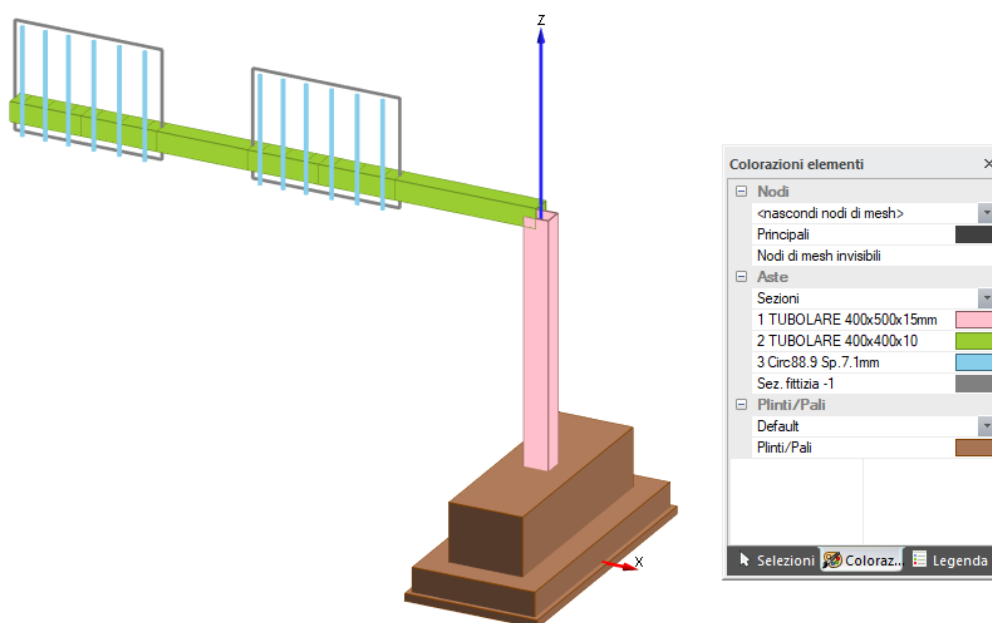 Z
X
Colorazioni elementi
Nodi
<nascondi nodi di mesh>
Principali
Nodi di mesh invisibili
Aste
Sezioni
1 TUBOLARE 400x500x15mm
2 TUBOLARE 400x400x10
3 Circ88.9 Sp.7.1mm
Sez. fittizia -1
Plinti/Pali
Default
Plinti/Pali
Selezioni Coloraz... Legenda